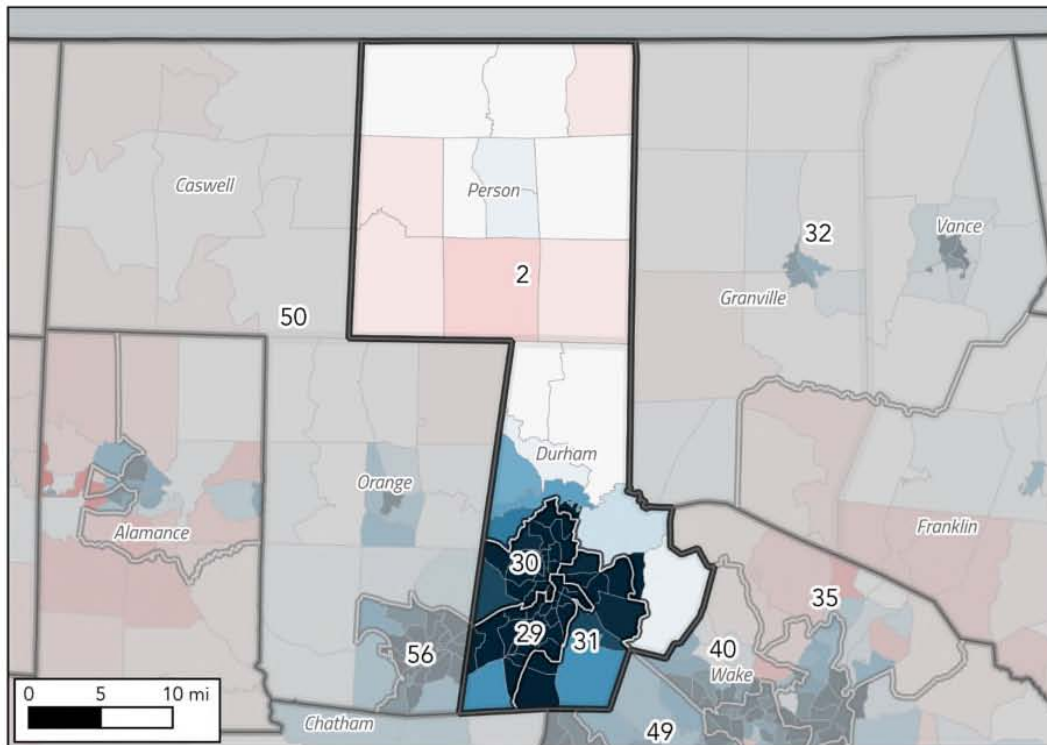 Caswell
Person
32
Vance
2
Granville
50
Durham
Orange
Alamance
Franklin
30
35
29
31
56
40
Wake
0 5 10 mi
Chatham
49